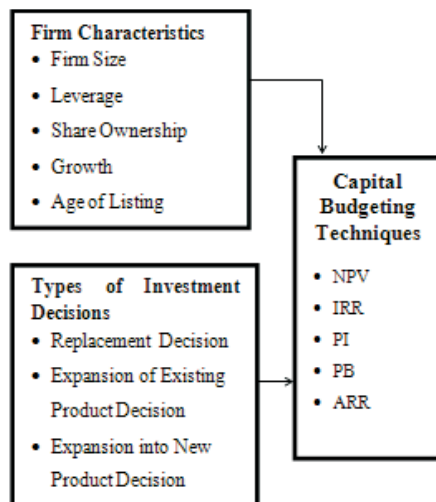 Firm Characteristics
• Firm Size
• Leverage
• Share Ownership
• Growth
• Age of Listing
Types of Investment
Decisions
• Replacement Decision
• Expansion of Existing
Product Decision
• Expansion into New
Product Decision
Capital
Budgeting
Techniques
• NPV
• IRR
• PI
• PB
• ARR